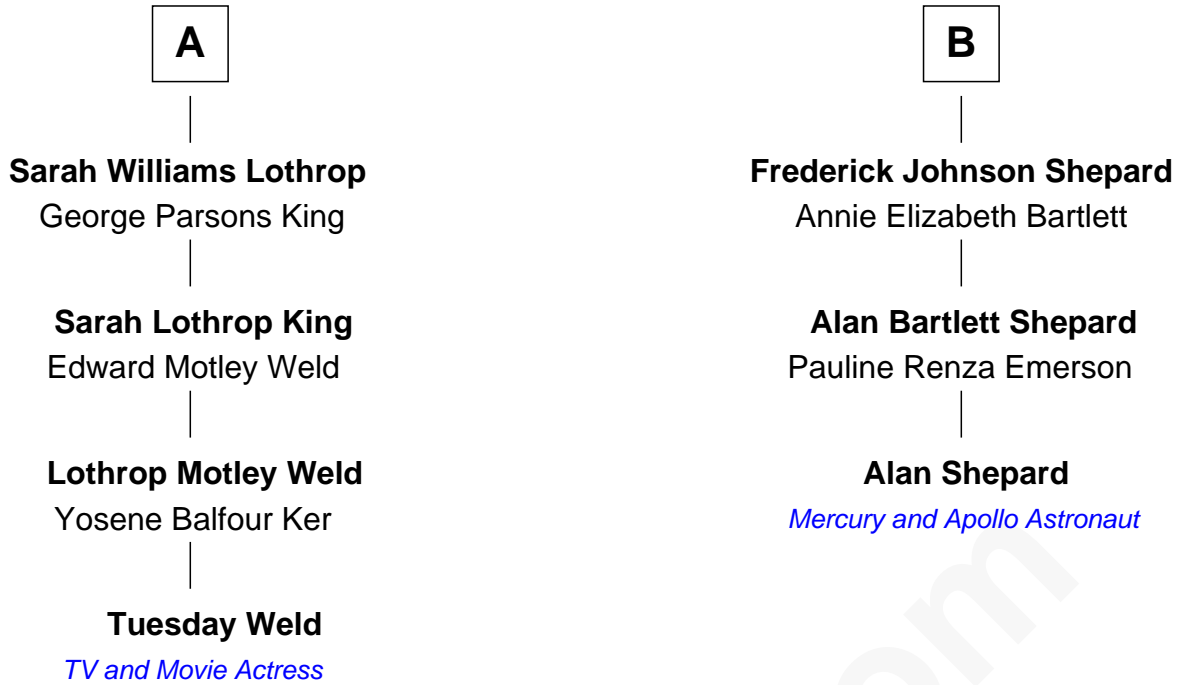 A
Sarah Williams Lothrop
George Parsons King
Sarah Lothrop King
Edward Motley Weld
Lothrop Motley Weld
Yosene Balfour Ker
Tuesday Weld
TV and Movie Actress
B
Frederick Johnson Shepard
Annie Elizabeth Bartlett
Alan Bartlett Shepard
Pauline Renza Emerson
Alan Shepard
Mercury and Apollo Astronaut
om